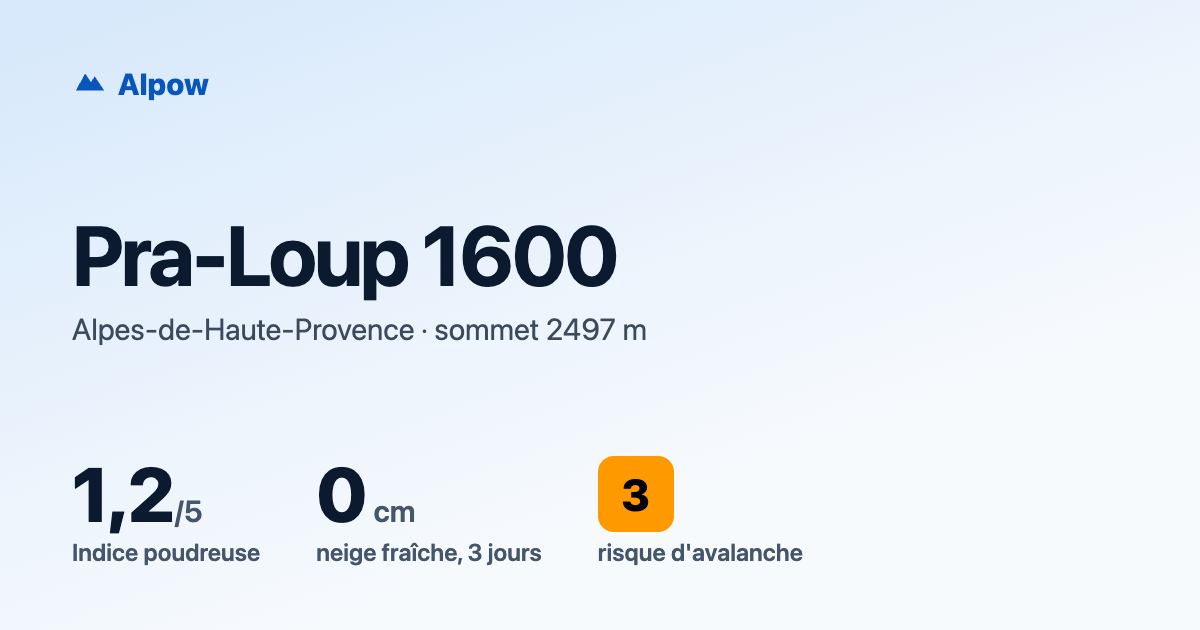 Alpow
Pra-Loup 1600
Alpes-de-Haute-Provence · sommet 2497 m
1,2/5
Indice poudreuse
0 cm
neige fraîche, 3 jours
3
risque d'avalanche